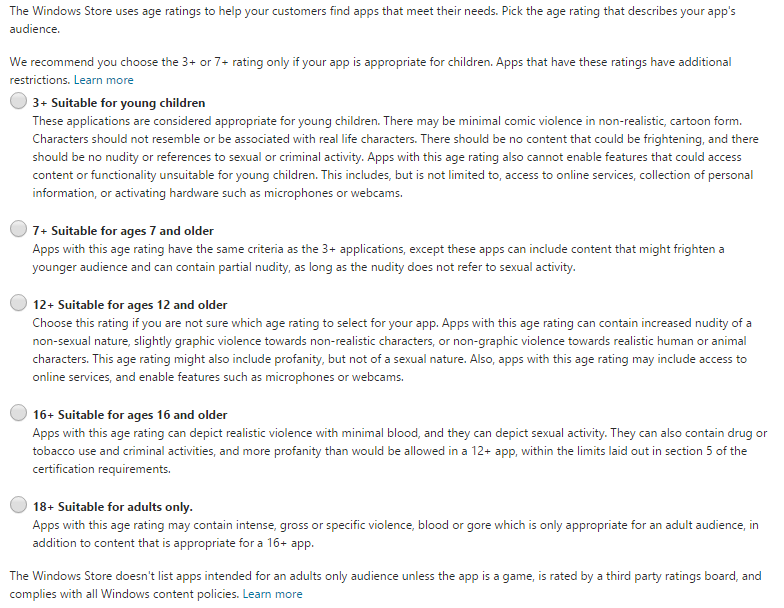 The Windows Store uses age ratings to help your customers find apps that meet their needs. Pick the age rating that describes your app's
audience.
We recommend you choose the 3+ or 7+ rating only if your app is appropriate for children. Apps that have these ratings have additional
restrictions. Learn more
3+ Suitable for young children
These applications are considered appropriate for young children. There may be minimal comic violence in non-realistic, cartoon form.
Characters should not resemble or be associated with real life characters. There should be no content that could be frightening, and there
should be no nudity or references to sexual or criminal activity. Apps with this age rating also cannot enable features that could access
content or functionality unsuitable for young children. This includes, but is not limited to, access to online services, collection of personal
information, or activating hardware such as microphones or webcams.
7+ Suitable for ages 7 and older
Apps with this age rating have the same criteria as the 3+ applications, except these apps can include content that might frighten a
younger audience and can contain partial nudity, as long as the nudity does not refer to sexual activity.
12+ Suitable for ages 12 and older
Choose this rating if you are not sure which age rating to select for your app. Apps with this age rating can contain increased nudity of a
non-sexual nature, slightly graphic violence towards non-realistic characters, or non-graphic violence towards realistic human or animal
characters. This age rating might also include profanity, but not of a sexual nature. Also, apps with this age rating may include access to
online services, and enable features such as microphones or webcams.
16+ Suitable for ages 16 and older
Apps with this age rating can depict realistic violence with minimal blood, and they can depict sexual activity. They can also contain drug or
tobacco use and criminal activities, and more profanity than would be allowed in a 12+ app, within the limits laid out in section 5 of the
certification requirements.
18+ Suitable for adults only.
Apps with this age rating may contain intense, gross or specific violence, blood or gore which is only appropriate for an adult audience, in
addition to content that is appropriate for a 16+ app.
The Windows Store doesn't list apps intended for an adults only audience unless the app is a game, is rated by a third party ratings board, and
complies with all Windows content policies. Learn more